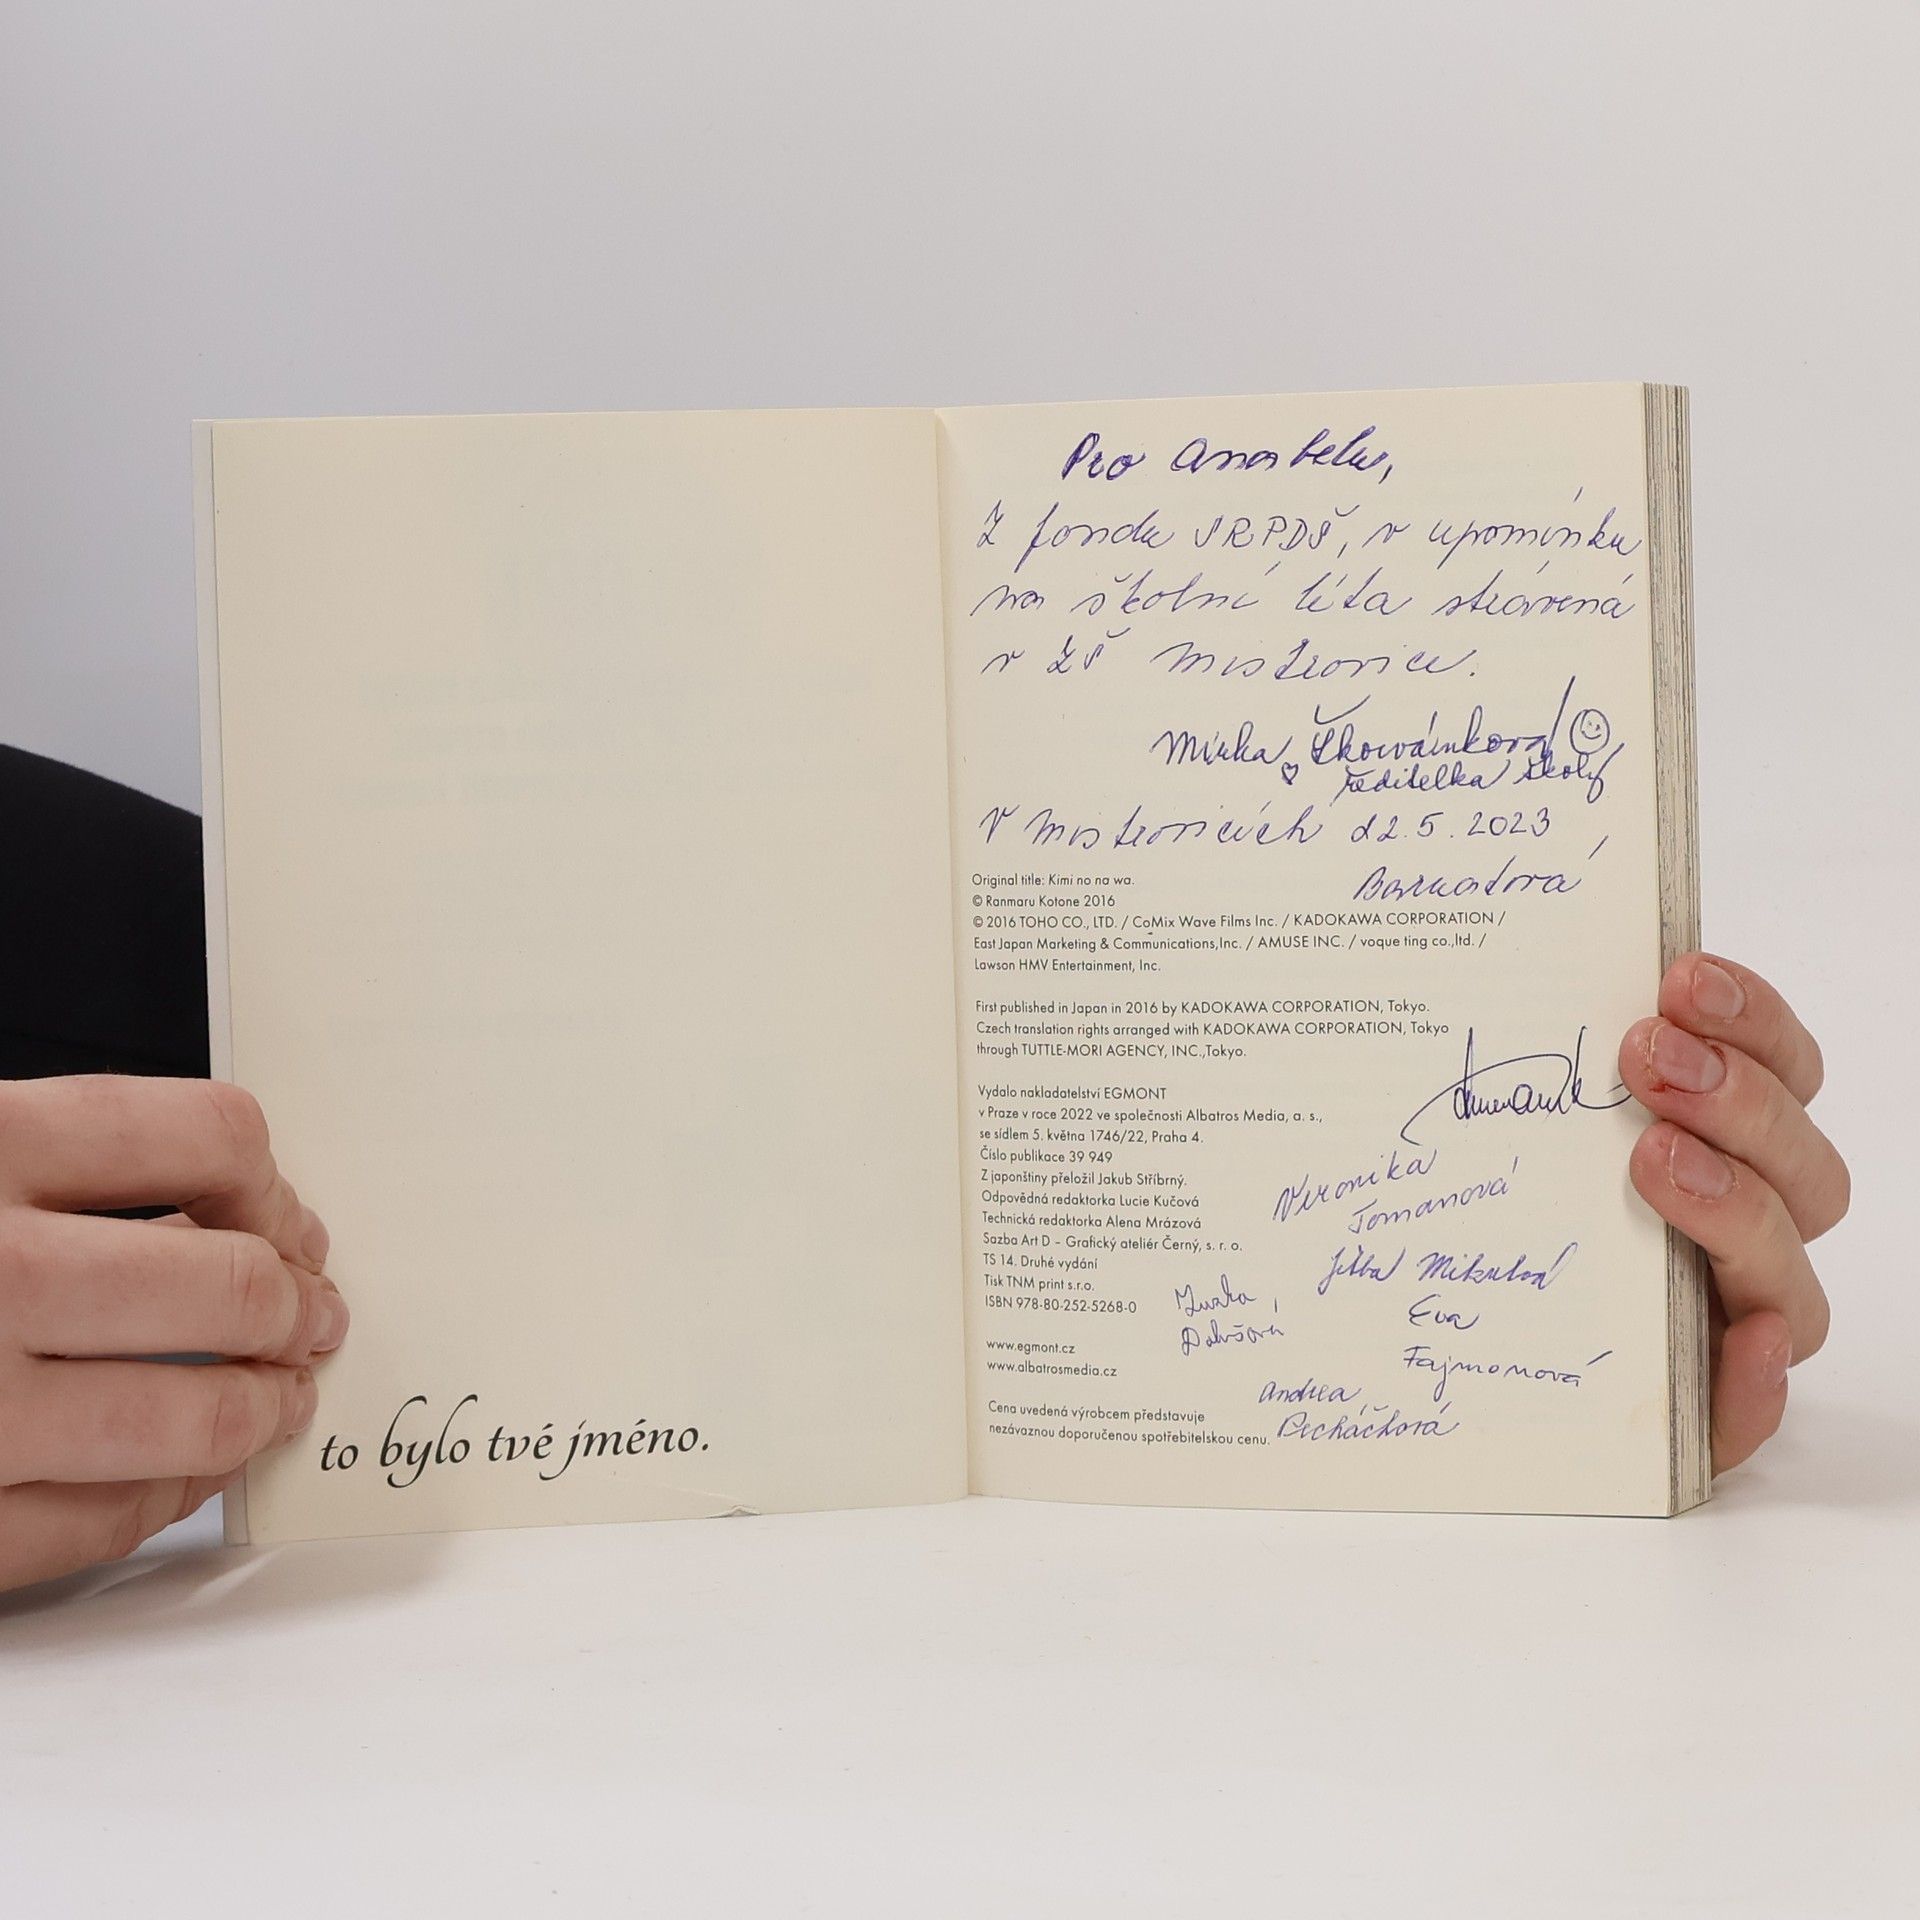 to bylo tvé jméno.
Pro Anabelu,
Z fondu SRPDŠ, v upomínku
na školní léta strávená
v ZŠ Mistrovice.
Mirka
ředitelka školy
V Mistrovicích 22.5.2023
Original title: Kimi no na wa.
© Ranmaru Kotone 2016
© 2016 TOHO CO., LTD. / CoMix Wave Films Inc. / KADOKAWA CORPORATION /
East Japan Marketing & Communications,Inc. / AMUSE INC. / voque ting co.,ltd. /
Lawson HMV Entertainment, Inc.
First published in Japan in 2016 by KADOKAWA CORPORATION, Tokyo.
Czech translation rights arranged with KADOKAWA CORPORATION, Tokyo
through TUTTLE-MORI AGENCY, INC.,Tokyo.
Vydalo nakladatelství EGMONT
v Praze v roce 2022 ve společnosti Albatros Media, a. s.,
se sídlem 5. května 1746/22, Praha 4.
Číslo publikace 39 949
Z japonštiny přeložil Jakub Stříbrný.
Odpovědná redaktorka Lucie Kučová
Technická redaktorka Alena Mrázová
Sazba Art D – Grafický ateliér Černý, s. r. o.
TS 14. Druhé vydání
Tisk TNM print s.r.o.
ISBN 978-80-252-5268-0
www.egmont.cz
www.albatrosmedia.cz
Cena uvedená výrobcem představuje
nezávaznou doporučenou spotřebitelskou cenu.
Veronika
Tomanová
Jitka Mikulová
Eva
Fajmonová
Zuzka
Andrea
Pecháčková